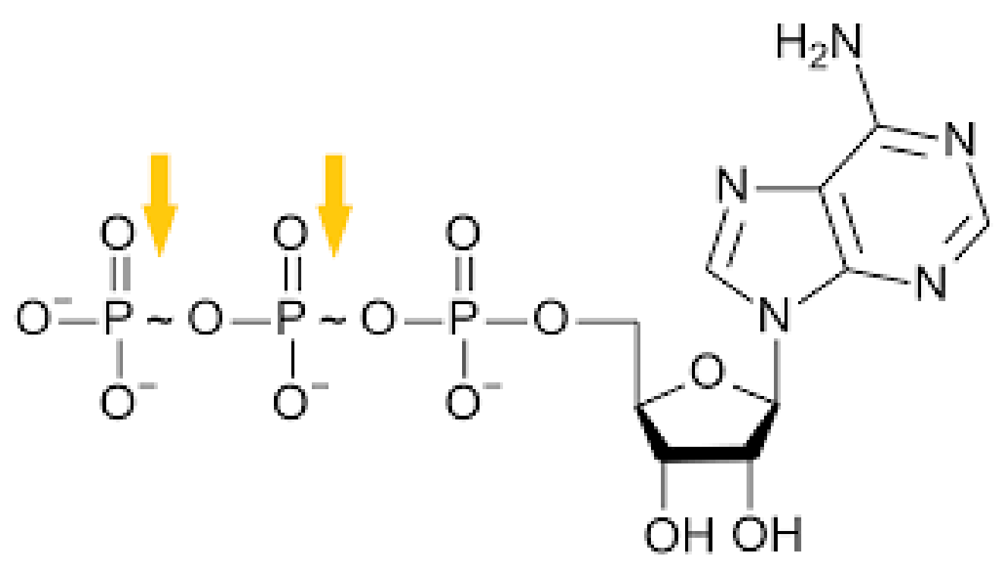 H₂N
N
N
O O O
N
O⁻ P ~ O P ~ O P O
N
O
O⁻ O⁻ O⁻
OH OH